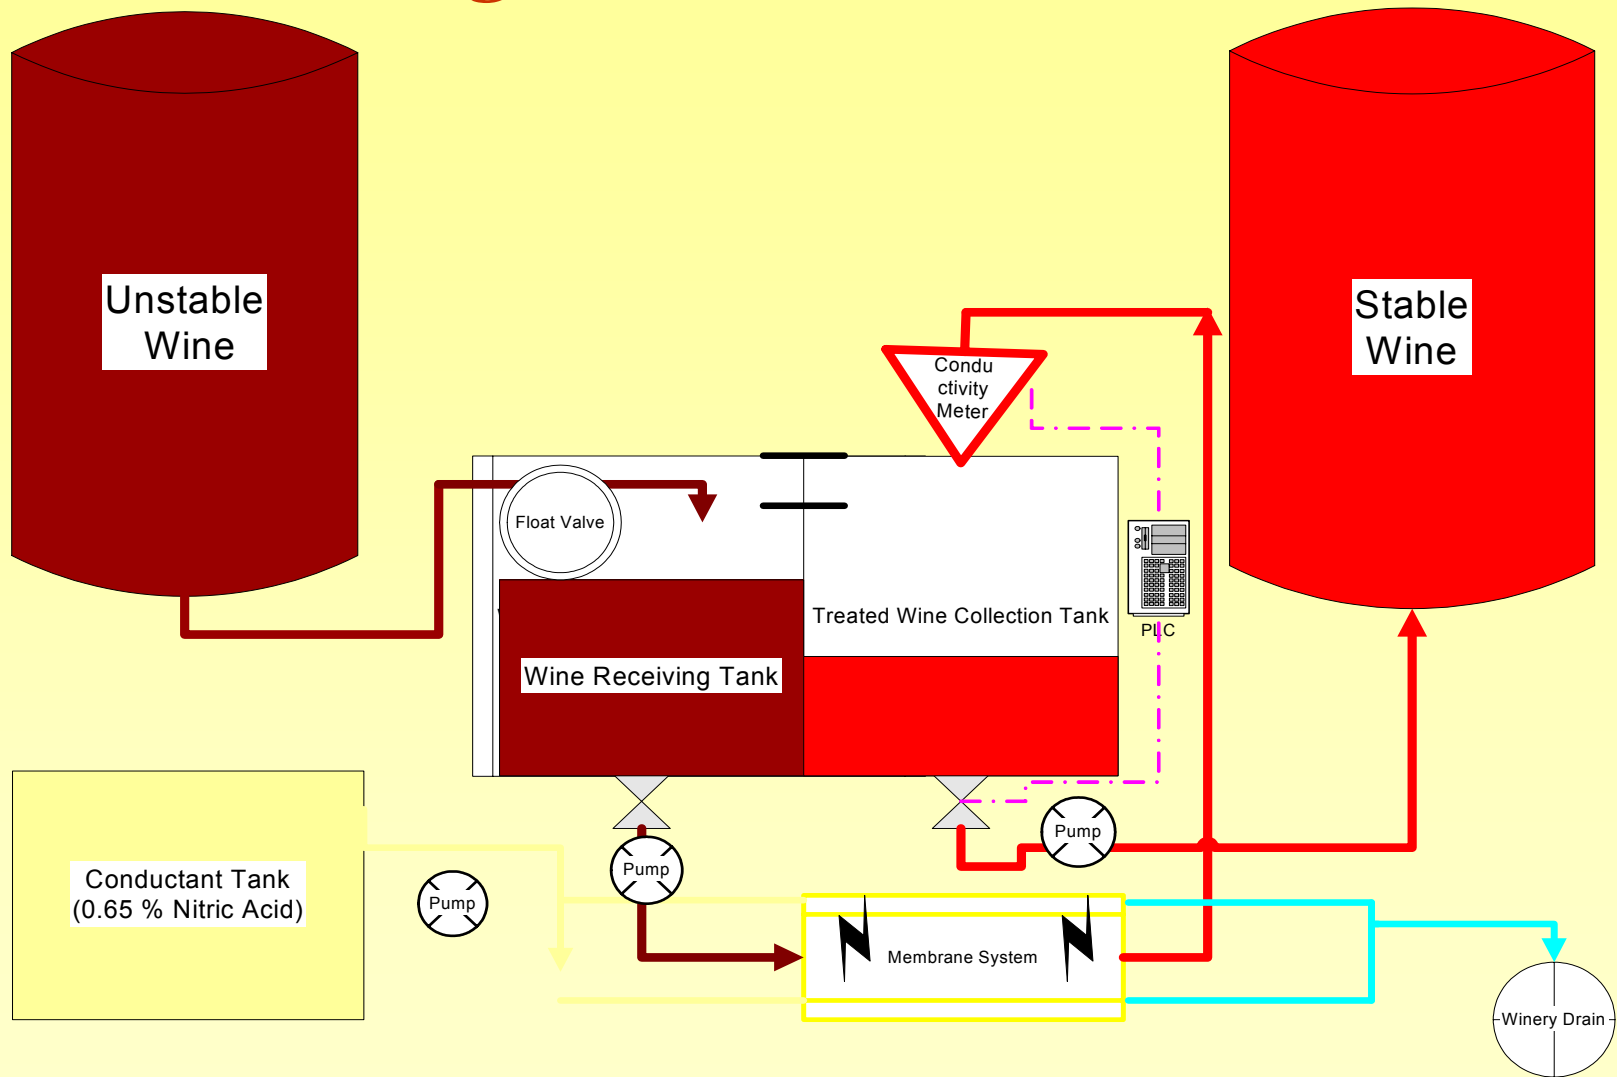 Unstable
Wine
Stable
Wine
Condu
ctivity
Meter
Float Valve
Treated Wine Collection Tank
PLC
Wine Receiving Tank
Pump
Pump
Conductant Tank
(0.65 % Nitric Acid)
Pump
Membrane System
Winery Drain